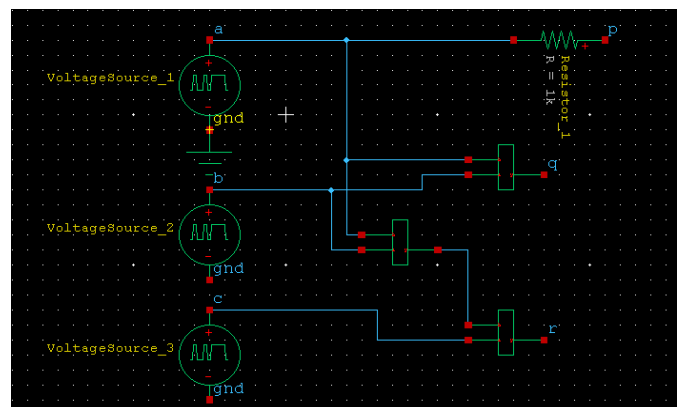 a
p
VoltageSource_1
Resistor_1
R = 1k
gnd
q
b
VoltageSource_2
gnd
c
r
VoltageSource_3
gnd